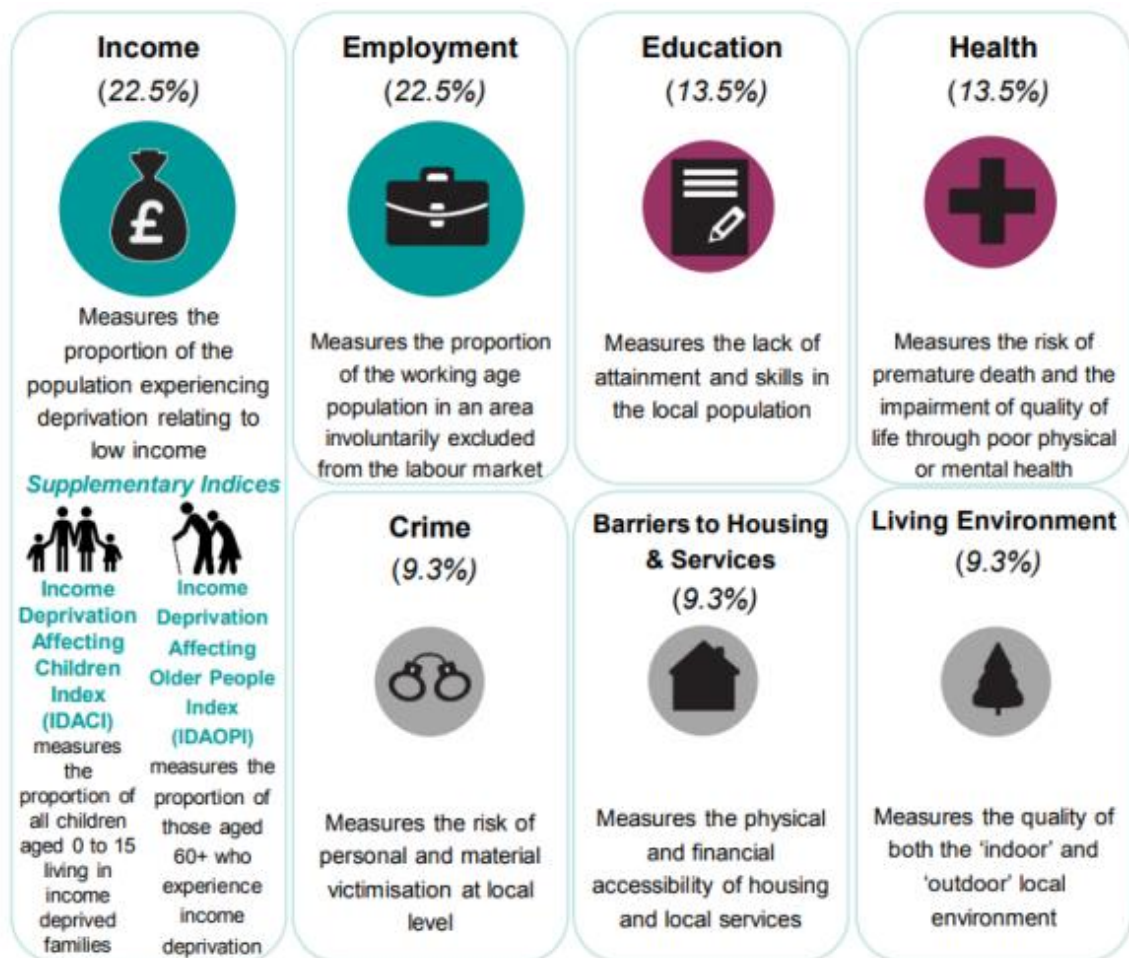 Income
(22.5%)
£
Measures the
proportion of the
population experiencing
deprivation relating to
low income
Supplementary Indices
Income
Deprivation
Affecting
Children
Index
(IDACI)
measures
the
proportion of
all children
aged 0 to 15
living in
income
deprived
families
Income
Deprivation
Affecting
Older People
Index
(IDAOPI)
measures the
proportion of
those aged
60+ who
experience
income
deprivation
Employment
(22.5%)
Measures the proportion
of the working age
population in an area
involuntarily excluded
from the labour market
Education
(13.5%)
Measures the lack of
attainment and skills in
the local population
Health
(13.5%)
Measures the risk of
premature death and the
impairment of quality of
life through poor physical
or mental health
Crime
(9.3%)
Measures the risk of
personal and material
victimisation at local
level
Barriers to Housing
& Services
(9.3%)
Measures the physical
and financial
accessibility of housing
and local services
Living Environment
(9.3%)
Measures the quality of
both the ‘indoor’ and
‘outdoor’ local
environment